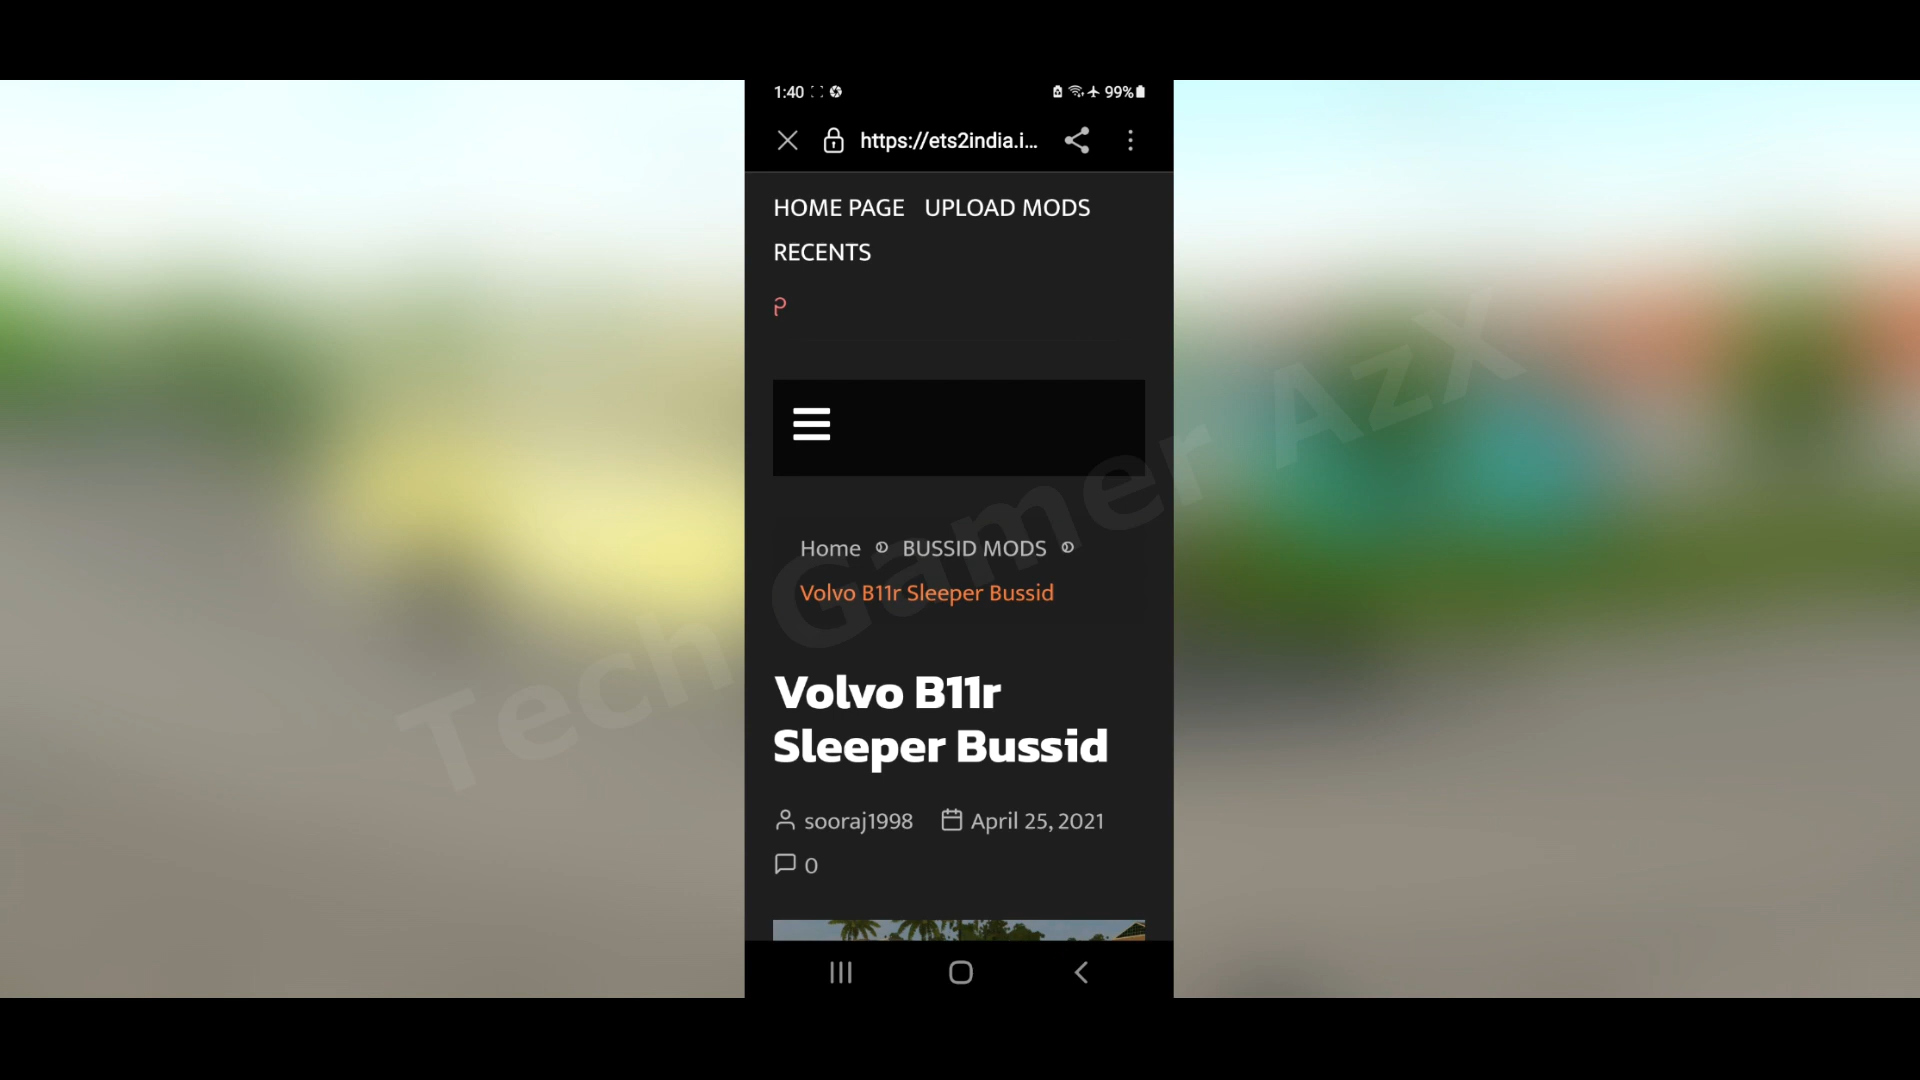 1:40 99%
https://ets2india.i...
HOME PAGE UPLOAD MODS
RECENTS
Home BUSSID MODS
Volvo B11r Sleeper Bussid
Volvo B11r
Sleeper Bussid
sooraj1998 April 25, 2021
0
Tech Gamer AzX